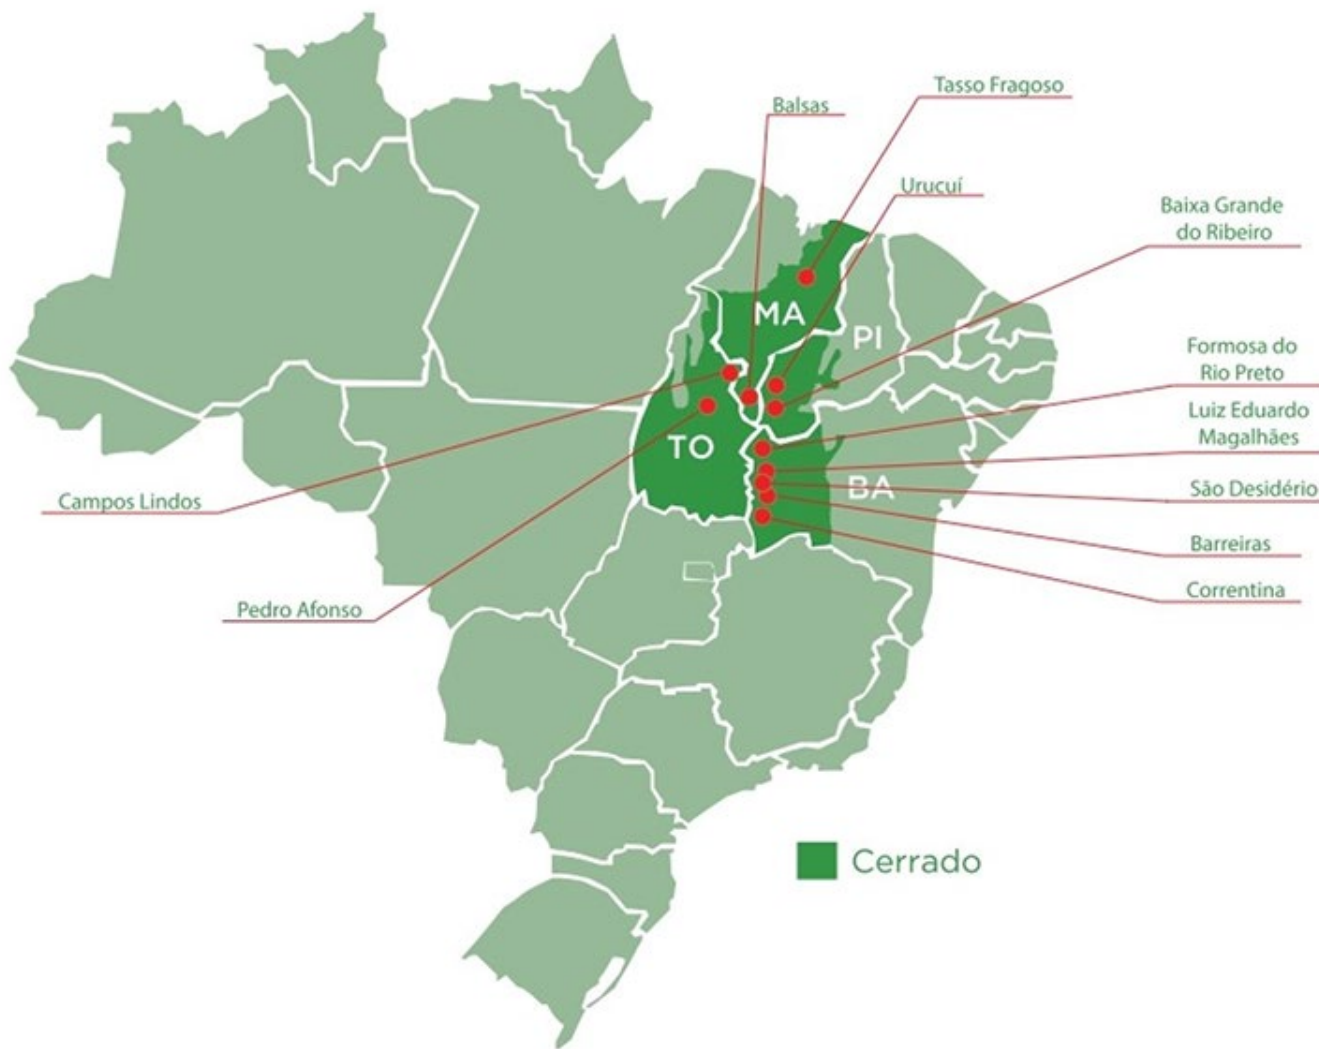 Tasso Fragoso
Balsas
Urucuí
Baixa Grande
do Ribeiro
MA
PI
Formosa do
Rio Preto
Luiz Eduardo
Magalhães
TO
BA
São Desidério
Campos Lindos
Barreiras
Correntina
Pedro Afonso
Cerrado